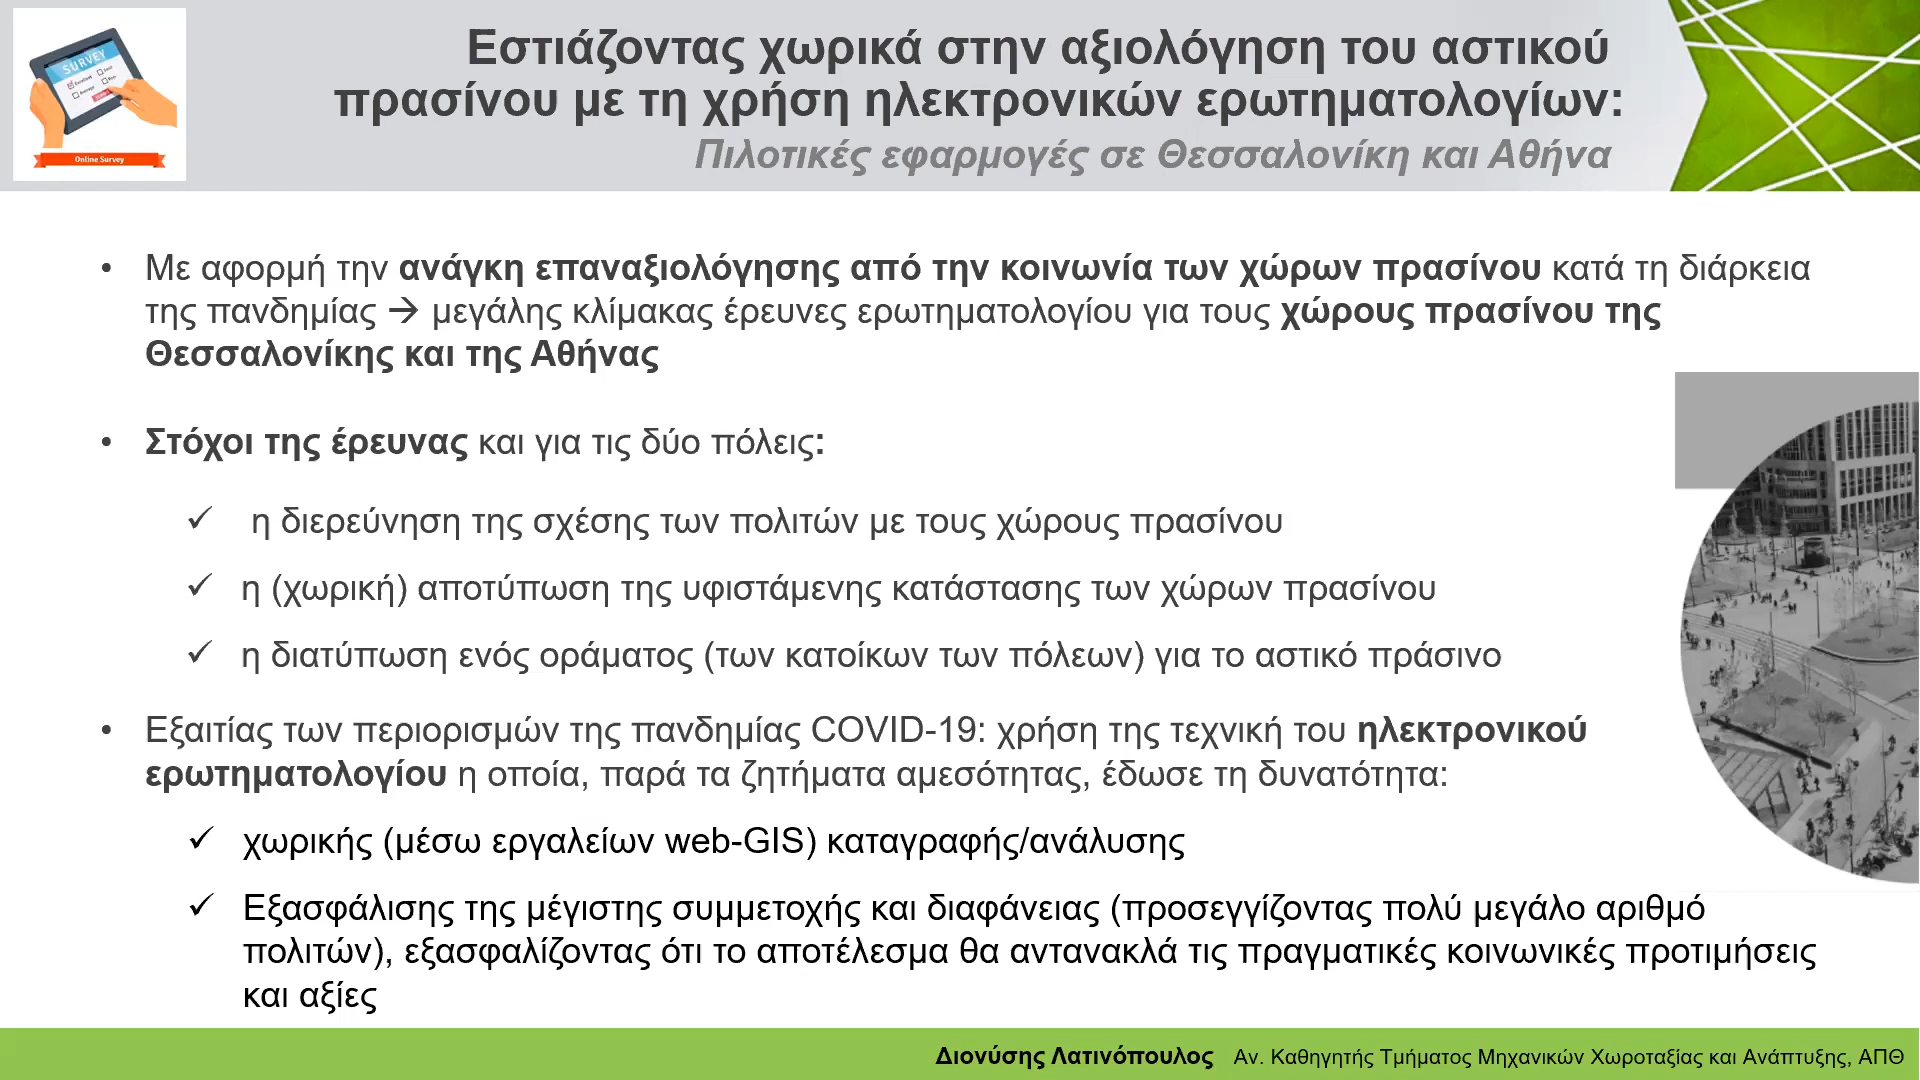 SURVEY
Online Survey
Εστιάζοντας χωρικά στην αξιολόγηση του αστικού
πρασίνου με τη χρήση ηλεκτρονικών ερωτηματολογίων:
Πιλοτικές εφαρμογές σε Θεσσαλονίκη και Αθήνα
• Με αφορμή την ανάγκη επαναξιολόγησης από την κοινωνία των χώρων πρασίνου κατά τη διάρκεια
της πανδημίας → μεγάλης κλίμακας έρευνες ερωτηματολογίου για τους χώρους πρασίνου της
Θεσσαλονίκης και της Αθήνας
• Στόχοι της έρευνας και για τις δύο πόλεις:
✓ η διερεύνηση της σχέσης των πολιτών με τους χώρους πρασίνου
✓ η (χωρική) αποτύπωση της υφιστάμενης κατάστασης των χώρων πρασίνου
✓ η διατύπωση ενός οράματος (των κατοίκων των πόλεων) για το αστικό πράσινο
• Εξαιτίας των περιορισμών της πανδημίας COVID-19: χρήση της τεχνική του ηλεκτρονικού
ερωτηματολογίου η οποία, παρά τα ζητήματα αμεσότητας, έδωσε τη δυνατότητα:
✓ χωρικής (μέσω εργαλείων web-GIS) καταγραφής/ανάλυσης
✓ Εξασφάλισης της μέγιστης συμμετοχής και διαφάνειας (προσεγγίζοντας πολύ μεγάλο αριθμό
πολιτών), εξασφαλίζοντας ότι το αποτέλεσμα θα αντανακλά τις πραγματικές κοινωνικές προτιμήσεις
και αξίες
Διονύσης Λατινόπουλος Αν. Καθηγητής Τμήματος Μηχανικών Χωροταξίας και Ανάπτυξης, ΑΠΘ